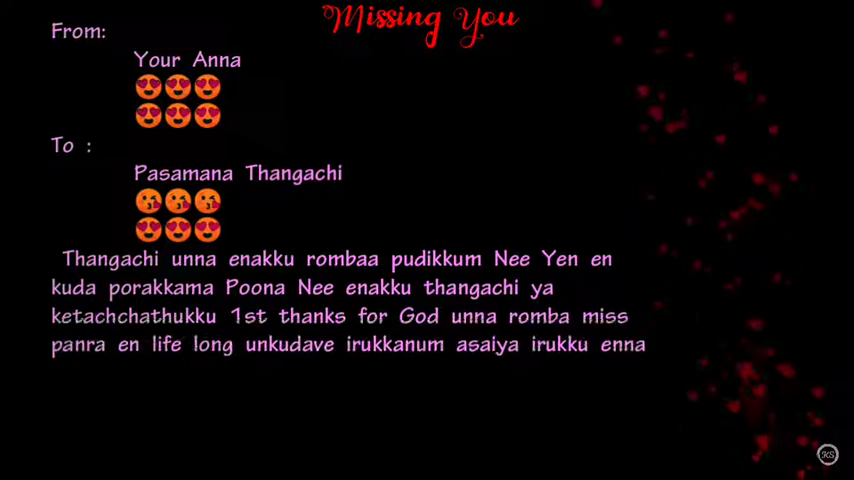 Missing You
From:
Your Anna
😍😍😍
😍😍😍
To :
Pasamana Thangachi
😘😘😘
😍😍😍
Thangachi unna enakku rombaa pudikkum Nee Yen en
kuda porakkama Poona Nee enakku thangachi ya
ketachchathukku 1st thanks for God unna romba miss
panra en life long unkudave irukkanum asaiya irukku enna
KS